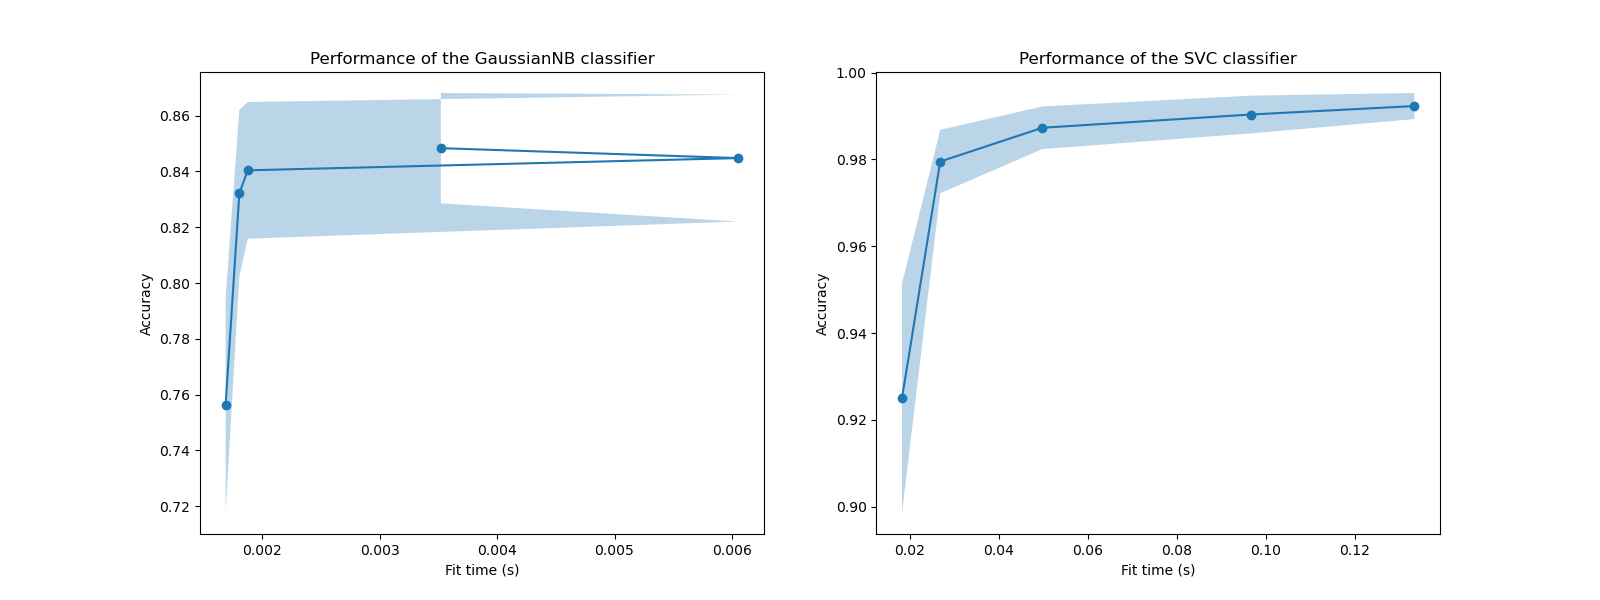 Performance of the GaussianNB classifier
0.86
0.84
0.82
0.80
0.78
0.76
0.74
0.72
Accuracy
0.002 0.003 0.004 0.005 0.006
Fit time (s)
Performance of the SVC classifier
1.00
0.98
0.96
0.94
0.92
0.90
Accuracy
0.02 0.04 0.06 0.08 0.10 0.12
Fit time (s)